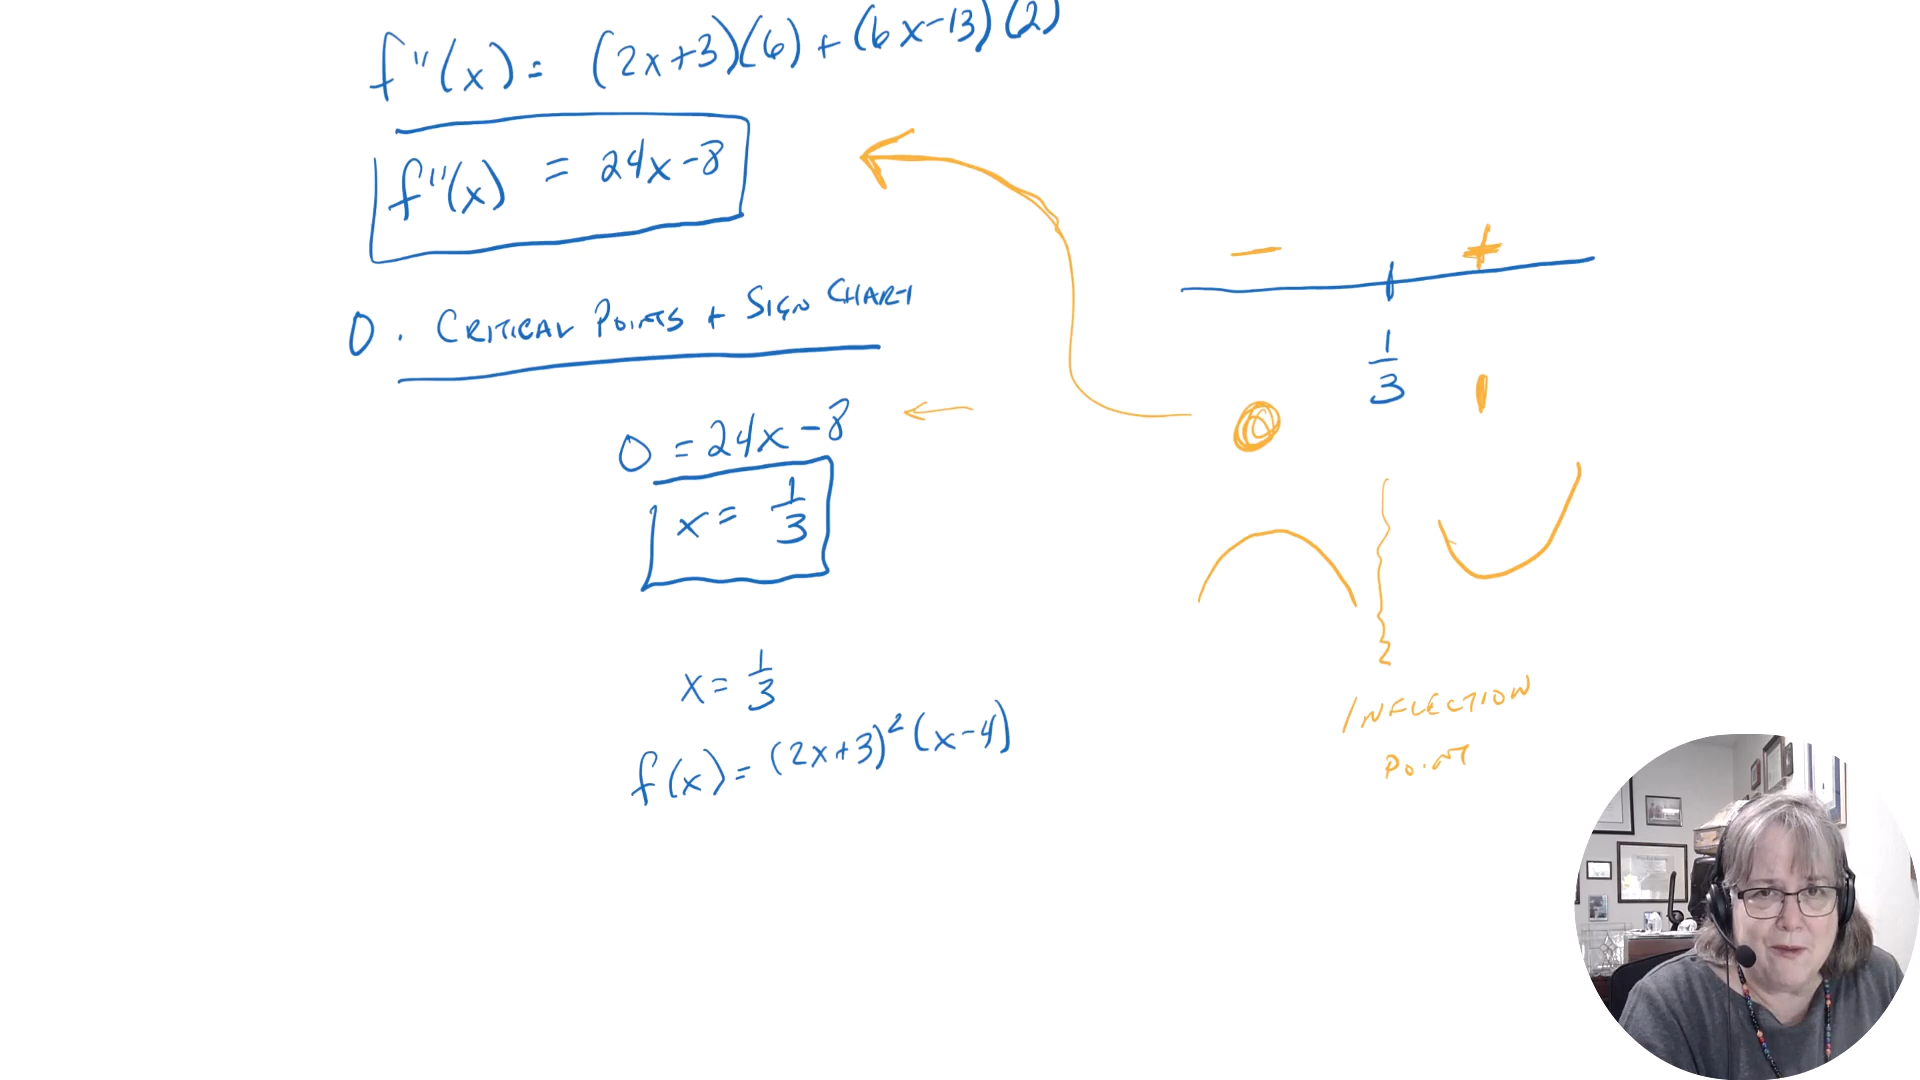 f''(x) = (2x+3)(6) + (6x-13)(2)
f''(x) = 24x-8
0. CRITICAL POINTS + SIGN CHART
0 = 24x-8
x = 1/3
x = 1/3
f(x) = (2x+3)²(x-4)
− +
1/3
0 1
INFLECTION
POINT